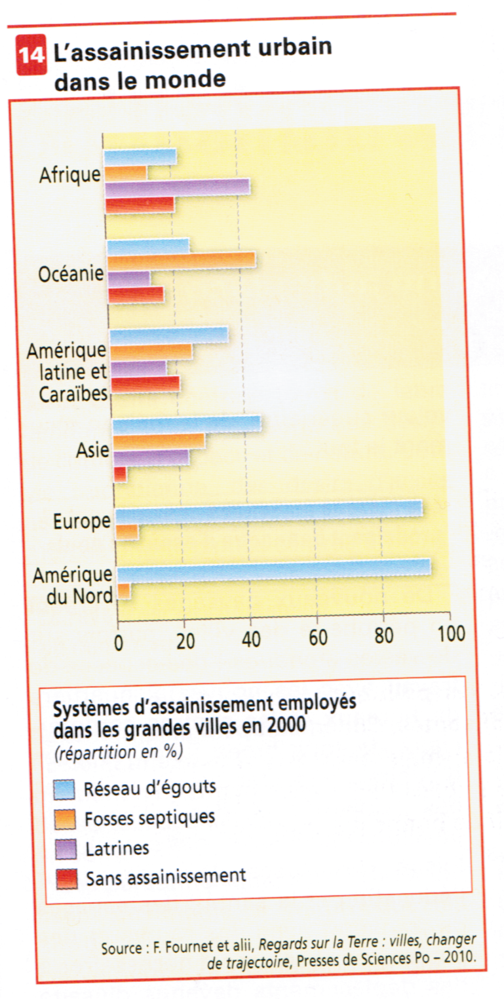 14 L'assainissement urbain
dans le monde
Afrique
Océanie
Amérique
latine et
Caraïbes
Asie
Europe
Amérique
du Nord
0 20 40 60 80 100
Systèmes d'assainissement employés
dans les grandes villes en 2000
(répartition en %)
Réseau d'égouts
Fosses septiques
Latrines
Sans assainissement
Source : F. Fournet et alii, Regards sur la Terre : villes, changer
de trajectoire, Presses de Sciences Po – 2010.